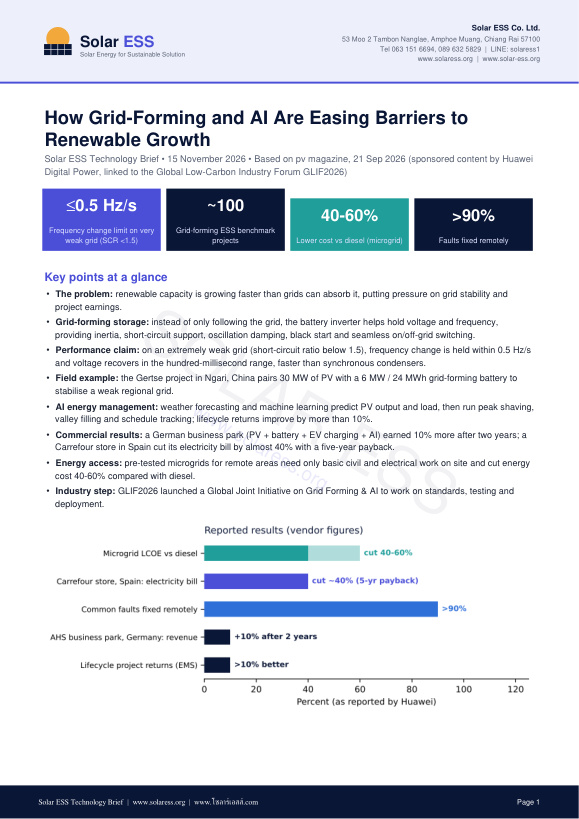 Solar ESS
Solar Energy for Sustainable Solution
Solar ESS Co. Ltd.
53 Moo 2 Tambon Nanglae, Amphoe Muang, Chiang Rai 57100
Tel 063 151 6694, 089 632 5829 | LINE: solaress1
www.solaress.org | www.solar-ess.org
How Grid-Forming and AI Are Easing Barriers to
Renewable Growth
Solar ESS Technology Brief • 15 November 2026 • Based on pv magazine, 21 Sep 2026 (sponsored content by Huawei
Digital Power, linked to the Global Low-Carbon Industry Forum GLIF2026)
≤0.5 Hz/s
Frequency change limit on very
weak grid (SCR <1.5)
~100
Grid-forming ESS benchmark
projects
40-60%
Lower cost vs diesel (microgrid)
>90%
Faults fixed remotely
Key points at a glance
• The problem: renewable capacity is growing faster than grids can absorb it, putting pressure on grid stability and
project earnings.
• Grid-forming storage: instead of only following the grid, the battery inverter helps hold voltage and frequency,
providing inertia, short-circuit support, oscillation damping, black start and seamless on/off-grid switching.
• Performance claim: on an extremely weak grid (short-circuit ratio below 1.5), frequency change is held within 0.5 Hz/s
and voltage recovers in the hundred-millisecond range, faster than synchronous condensers.
• Field example: the Gertse project in Ngari, China pairs 30 MW of PV with a 6 MW / 24 MWh grid-forming battery to
stabilise a weak regional grid.
• AI energy management: weather forecasting and machine learning predict PV output and load, then run peak shaving,
valley filling and schedule tracking; lifecycle returns improve by more than 10%.
• Commercial results: a German business park (PV + battery + EV charging + AI) earned 10% more after two years; a
Carrefour store in Spain cut its electricity bill by almost 40% with a five-year payback.
• Energy access: pre-tested microgrids for remote areas need only basic civil and electrical work on site and cut energy
cost 40-60% compared with diesel.
• Industry step: GLIF2026 launched a Global Joint Initiative on Grid Forming & AI to work on standards, testing and
deployment.
Reported results (vendor figures)
Microgrid LCOE vs diesel
cut 40-60%
Carrefour store, Spain: electricity bill
cut ~40% (5-yr payback)
Common faults fixed remotely
>90%
AHS business park, Germany: revenue
+10% after 2 years
Lifecycle project returns (EMS)
>10% better
0 20 40 60 80 100 120
Percent (as reported by Huawei)
Solar ESS Technology Brief | www.solaress.org | www.โซลาร์เอสส์.com
Page 1